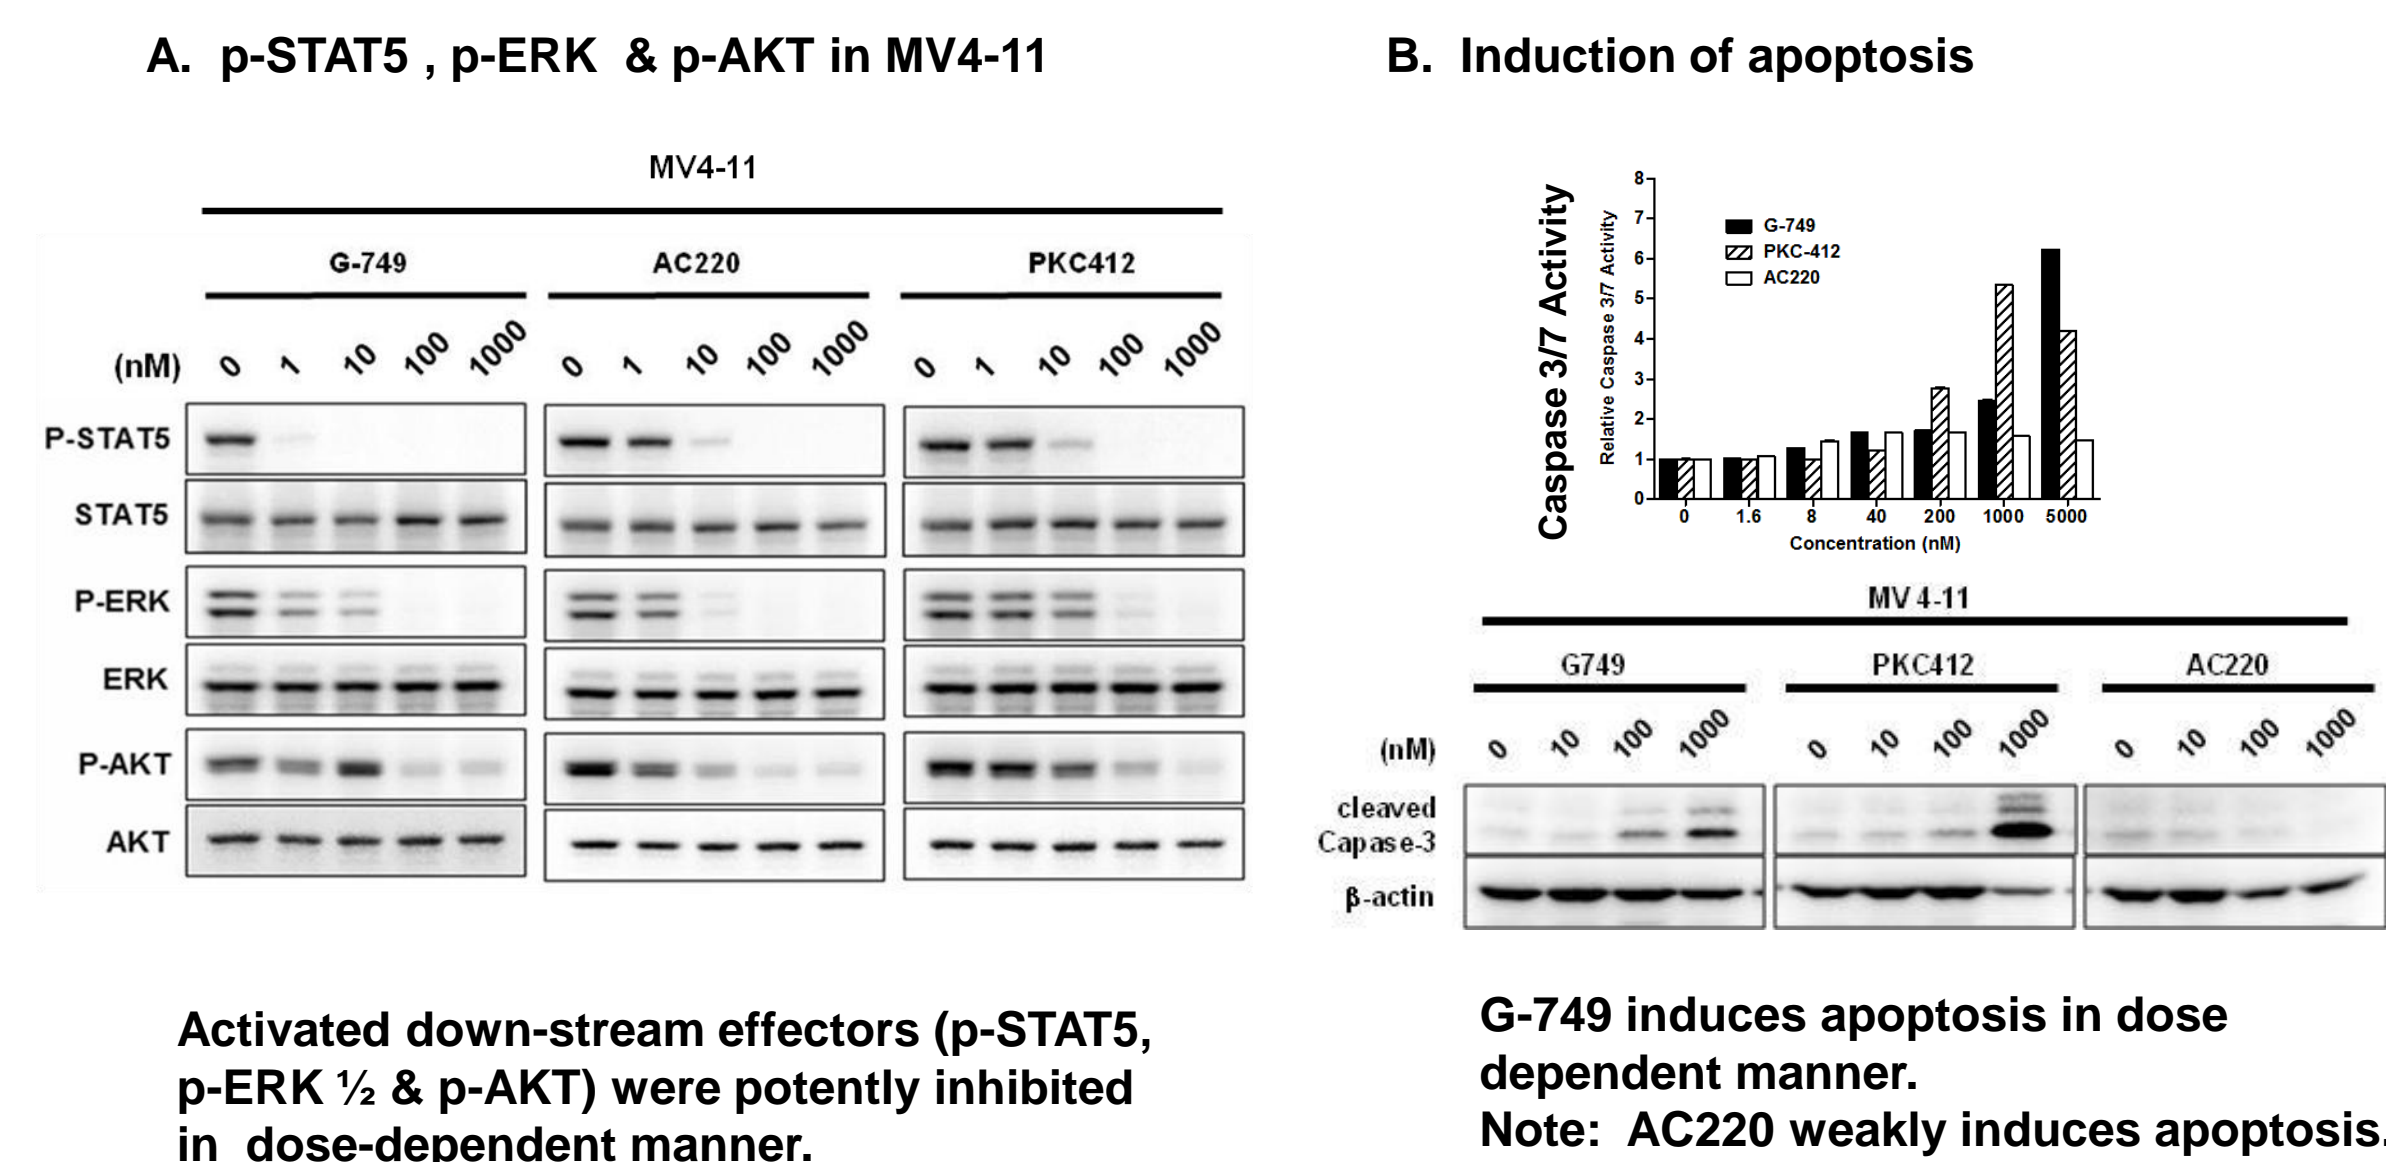 A.  p-STAT5 , p-ERK  & p-AKT in MV4-11
MV4-11
G-749 AC220 PKC412
(nM) 0 1 10 100 1000 0 1 10 100 1000 0 1 10 100 1000
P-STAT5
STAT5
P-ERK
ERK
P-AKT
AKT
Activated down-stream effectors (p-STAT5,
p-ERK ½ & p-AKT) were potently inhibited
in  dose-dependent manner.
B.  Induction of apoptosis
Caspase 3/7 Activity
Relative Caspase 3/7 Activity
8
7
6
5
4
3
2
1
0
G-749
PKC-412
AC220
0 1.6 8 40 200 1000 5000
Concentration (nM)
MV 4-11
G749 PKC412 AC220
(nM) 0 10 100 1000 0 10 100 1000 0 10 100 1000
cleaved
Capase-3
β-actin
G-749 induces apoptosis in dose
dependent manner.
Note:  AC220 weakly induces apoptosis.